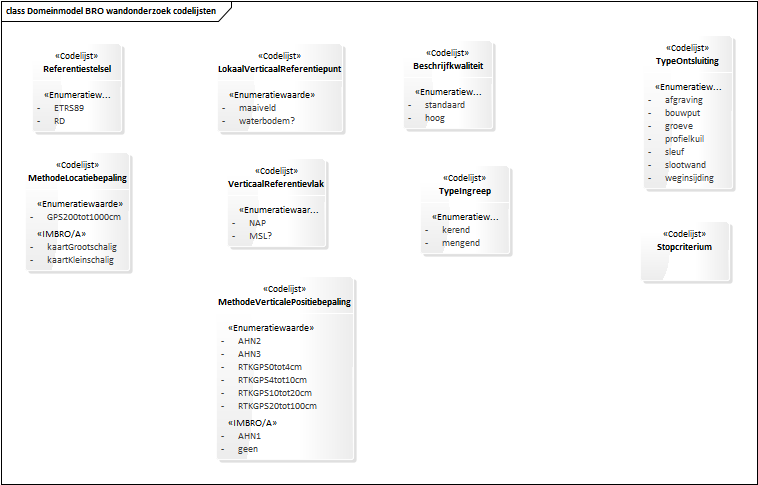 class Domeinmodel BRO wandonderzoek codelijsten
«Codelijst»
Referentiestelsel
«Enumeratiew...
- ETRS89
- RD
«Codelijst»
LokaalVerticaalReferentiepunt
«Enumeratiewaarde»
- maaiveld
- waterbodem?
«Codelijst»
Beschrijfkwaliteit
«Enumeratiew...
- standaard
- hoog
«Codelijst»
TypeOntsluiting
«Enumeratiew...
- afgraving
- bouwput
- groeve
- profielkuil
- sleuf
- slootwand
- weginsijding
«Codelijst»
MethodeLocatiebepaling
«Enumeratiewaarde»
- GPS200tot1000cm
«IMBRO/A»
- kaartGrootschalig
- kaartKleinschalig
«Codelijst»
VerticaalReferentievlak
«Enumeratiewaar...
- NAP
- MSL?
«Codelijst»
TypeIngreep
«Enumeratiew...
- kerend
- mengend
«Codelijst»
Stopcriterium
«Codelijst»
MethodeVerticalePositiebepaling
«Enumeratiewaarde»
- AHN2
- AHN3
- RTKGPS0tot4cm
- RTKGPS4tot10cm
- RTKGPS10tot20cm
- RTKGPS20tot100cm
«IMBRO/A»
- AHN1
- geen